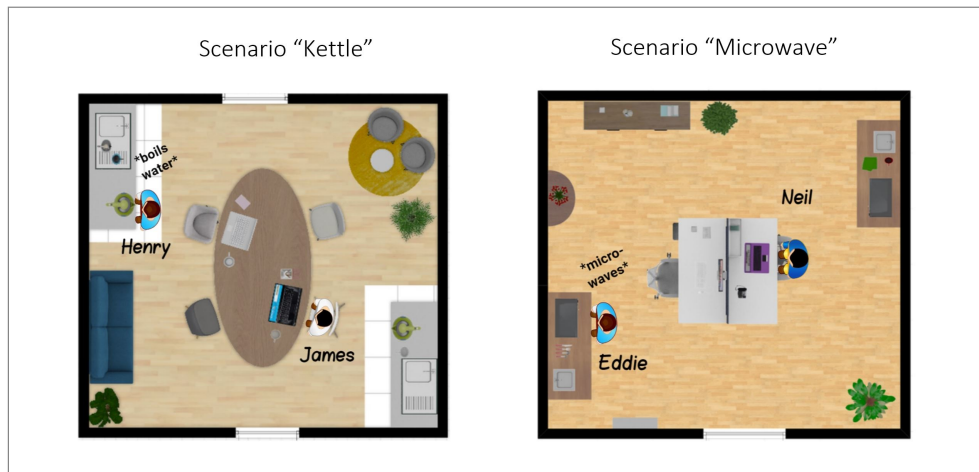 Scenario “Kettle”
Scenario “Microwave”
*boils
water*
Henry
James
Neil
*micro-
waves*
Eddie